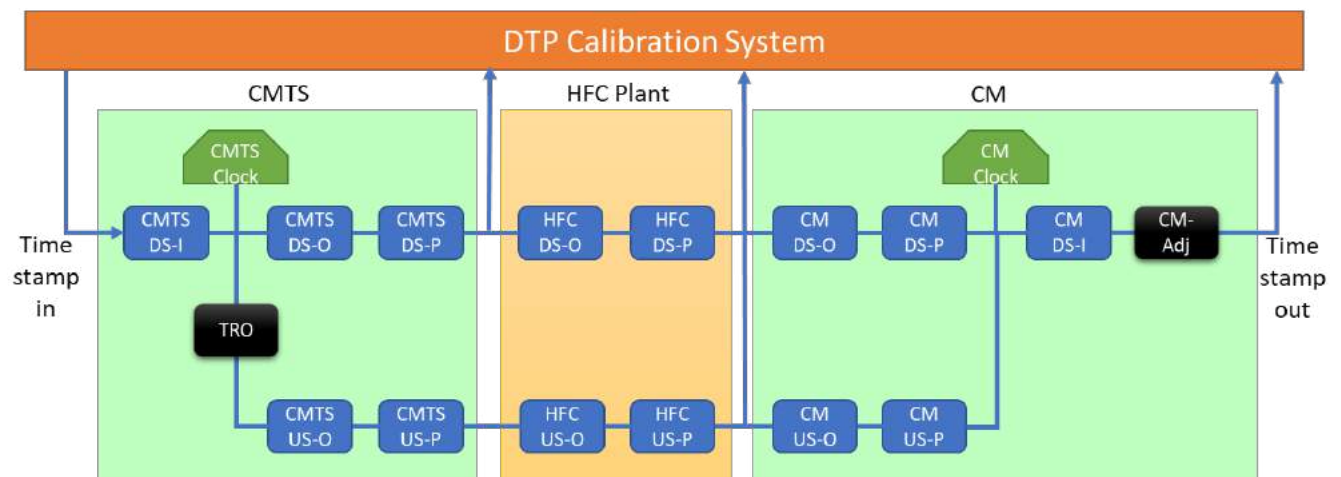 DTP Calibration System
CMTS
HFC Plant
CM
CMTS
Clock
CM
Clock
CMTS
DS-I
CMTS
DS-O
CMTS
DS-P
HFC
DS-O
HFC
DS-P
CM
DS-O
CM
DS-P
CM
DS-I
CM-
Adj
Time
stamp
in
Time
stamp
out
TRO
CMTS
US-O
CMTS
US-P
HFC
US-O
HFC
US-P
CM
US-O
CM
US-P